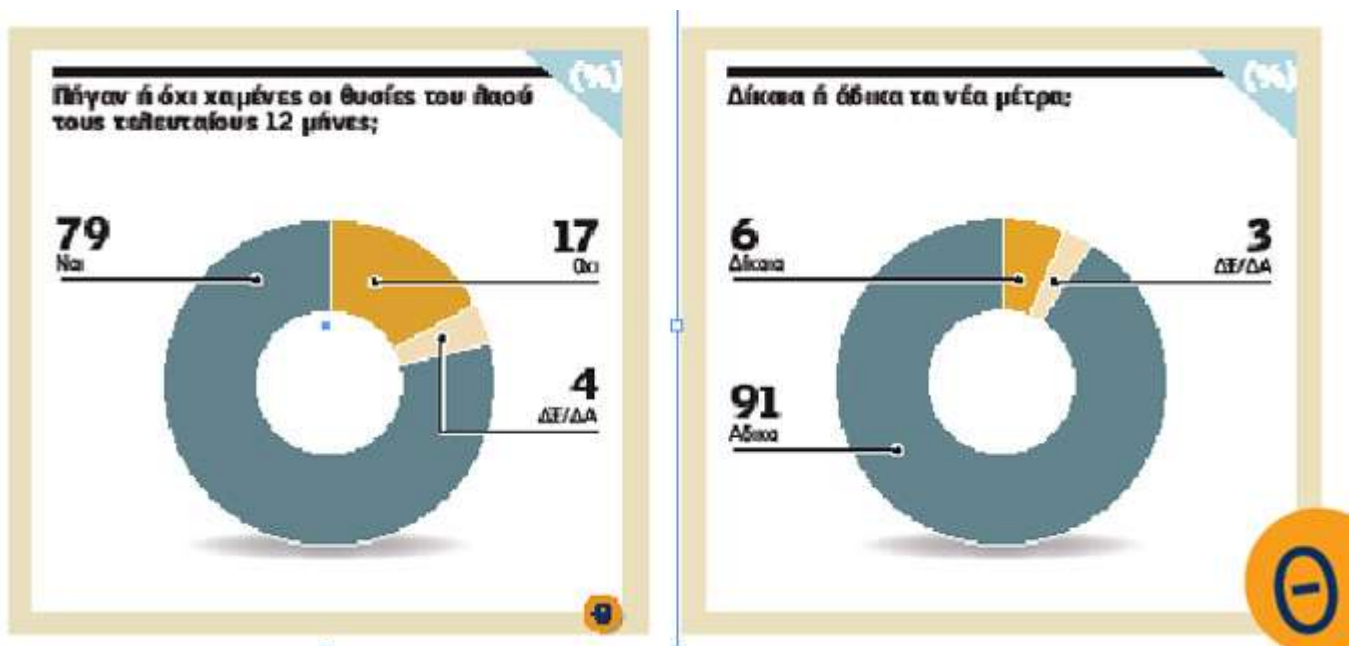 (%)
Πήγαν ή όχι χαμένες οι θυσίες του λαού
τους τελευταίους 12 μήνες;
79
Ναι
17
Όχι
4
ΔΞ/ΔΑ
(%)
Δίκαια ή άδικα τα νέα μέτρα;
6
Δίκαια
3
ΔΞ/ΔΑ
91
Άδικα
Θ